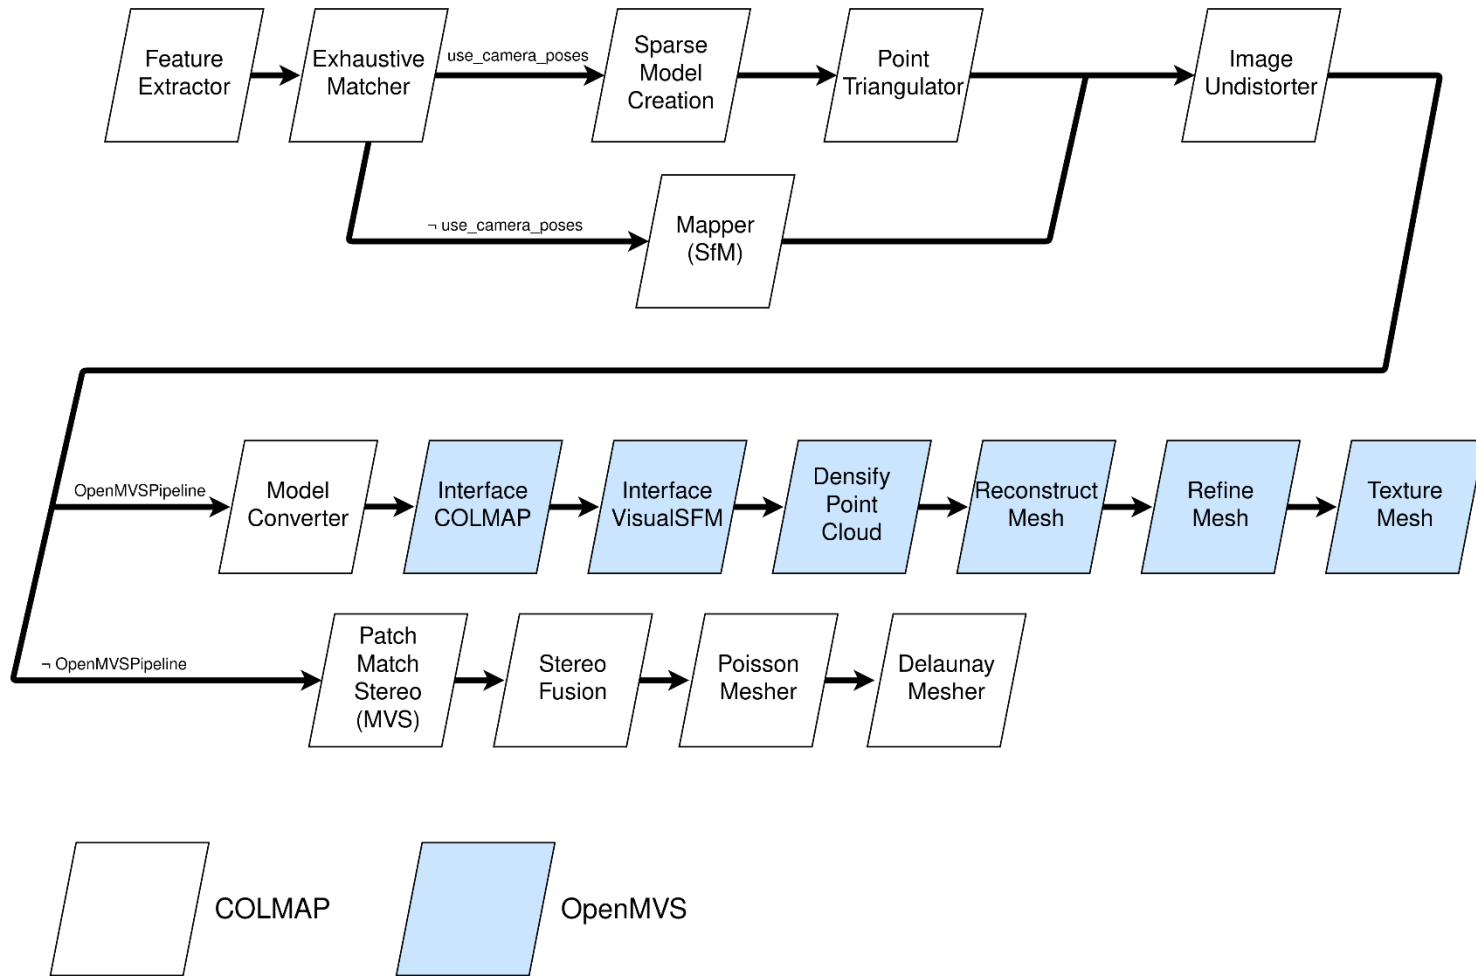 Feature
Extractor
Exhaustive
Matcher
use_camera_poses
Sparse
Model
Creation
Point
Triangulator
Image
Undistorter
¬ use_camera_poses
Mapper
(SfM)
OpenMVSPipeline
Model
Converter
Interface
COLMAP
Interface
VisualSFM
Densify
Point
Cloud
Reconstruct
Mesh
Refine
Mesh
Texture
Mesh
¬ OpenMVSPipeline
Patch
Match
Stereo
(MVS)
Stereo
Fusion
Poisson
Mesher
Delaunay
Mesher
COLMAP
OpenMVS